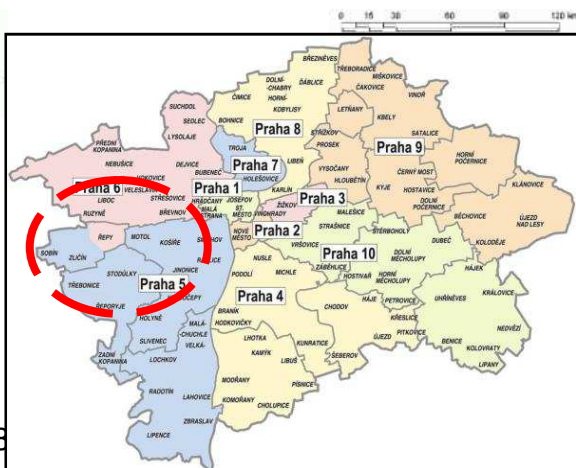 0 15 30 60 90 120 km
BŘEZINĚVES
TŘEBORADICE
MIŠKOVICE
ČAKOVICE
VINOŘ
DOLNÍ-
-CHABRY
ĎÁBLICE
HORNÍ-
ČIMICE
KOBYLISY
BOHNICE
Praha 8
LETŇANY
KBELY
SATALICE
SUCHDOL
SEDLEC
LYSOLAJE
TROJA
STŘÍŽKOV
PROSEK
Praha 9
HORNÍ
POČERNICE
PŘEDNÍ
KOPANINA
NEBUŠICE
DEJVICE
BUBENEČ
Praha 7
HOLEŠOVICE
LIBEŇ
VYSOČANY
HLOUBĚTÍN
ČERNÝ MOST
KLÁNOVICE
VOKOVICE
VELESLAVÍN
Praha 6
LIBOC
STŘEŠOVICE
Praha 1
KARLÍN
Praha 3
KYJE
HOSTAVICE
DOLNÍ
POČERNICE
RUZYNĚ
BŘEVNOV
HRADČANY
MALÁ
STRANA
JOSEFOV
ST.
MĚSTO
ŽIŽKOV
VINOHRADY
MALEŠICE
BĚCHOVICE
ÚJEZD
NAD LESY
ŘEPY
MOTOL
KOŠÍŘE
SMÍCHOV
NOVÉ
MĚSTO
Praha 2
VRŠOVICE
STRAŠNICE
ŠTĚRBOHOLY
DUBEČ
KOLODĚJE
SOBÍN
ZLIČÍN
STODŮLKY
JINONICE
RADLICE
NUSLE
PODOLÍ
MICHLE
ZÁBĚHLICE
Praha 10
HOSTIVAŘ
DOLNÍ
MĚCHOLUPY
HORNÍ
MĚCHOLUPY
HÁJEK
TŘEBONICE
Praha 5
Praha 4
CHODOV
HÁJE
PETROVICE
UHŘÍNĚVES
KRÁLOVICE
ŘEPORYJE
HOLYNĚ
MALÁ-
-CHUCHLE
VELKÁ-
BRANÍK
HODKOVIČKY
KŘESLICE
PITKOVICE
NEDVĚZÍ
SLIVENEC
LOCHKOV
LHOTKA
KAMÝK
LIBUŠ
KUNRATICE
ŠEBEROV
ÚJEZD
BENICE
KOLOVRATY
LIPANY
ZADNÍ
KOPANINA
RADOTÍN
LAHOVICE
MODŘANY
PÍSNICE
KOMOŘANY
CHOLUPICE
LIPENCE
ZBRASLAV